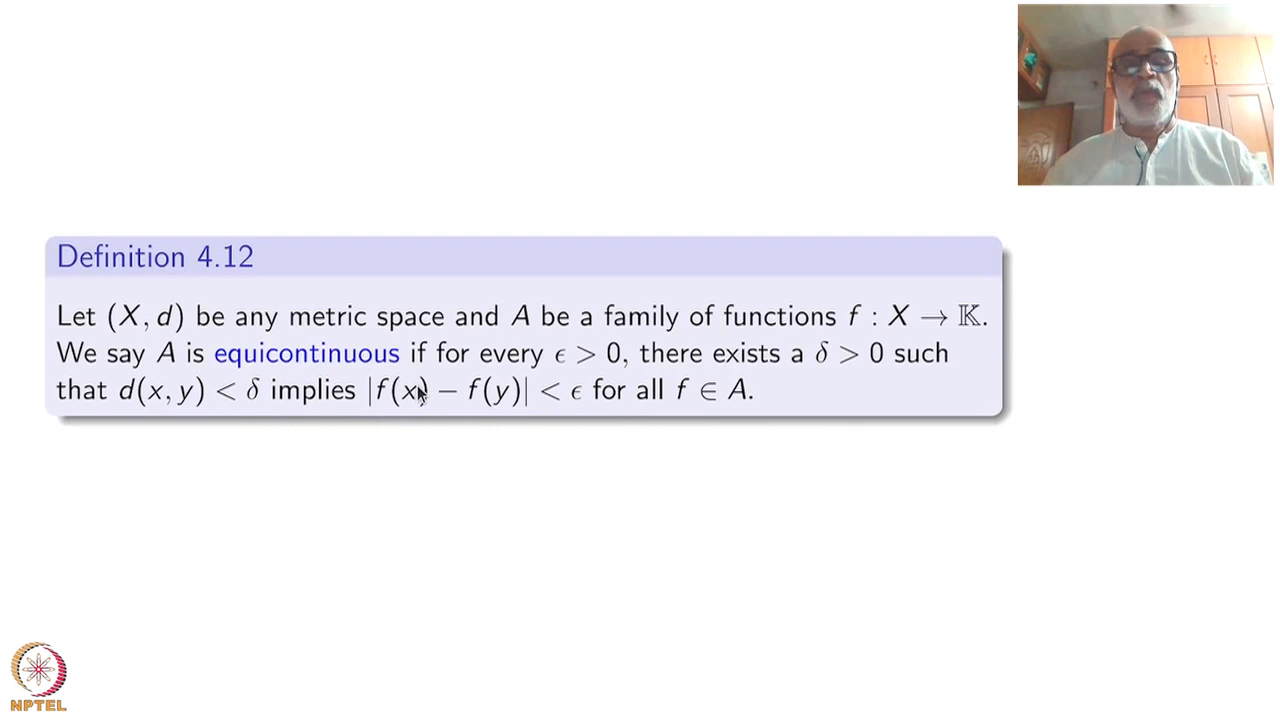 Definition 4.12
Let (X, d) be any metric space and A be a family of functions f : X → 𝕂.
We say A is equicontinuous if for every ϵ > 0, there exists a δ > 0 such
that d(x, y) < δ implies |f(x) − f(y)| < ϵ for all f ∈ A.
NPTEL